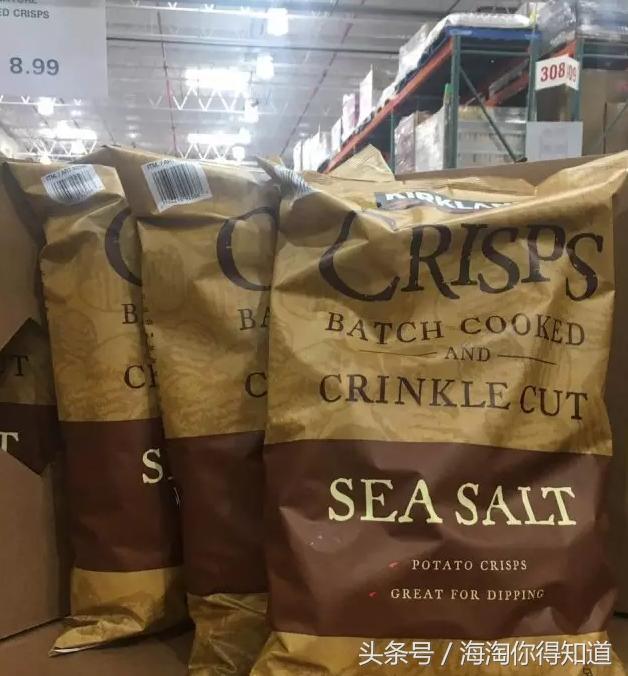 ED CRISPS
8.99
308
KIRKLAND
CRISPS
BATCH COOKED
AND
CRINKLE CUT
SEA SALT
POTATO CRISPS
GREAT FOR DIPPING
头条号 / 海淘你得知道